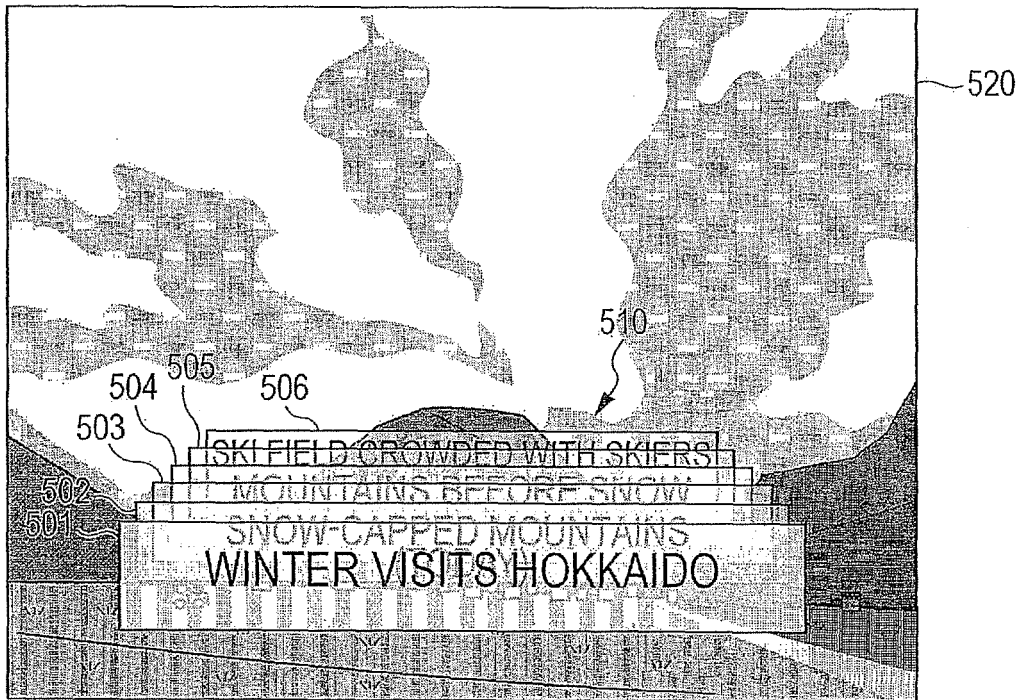 520
510
505
504
506
503
SKI FIELD CROWDED WITH SKIERS
502
MOUNTAINS BEFORE SNOW
501
SNOW-CAPPED MOUNTAINS
WINTER VISITS HOKKAIDO